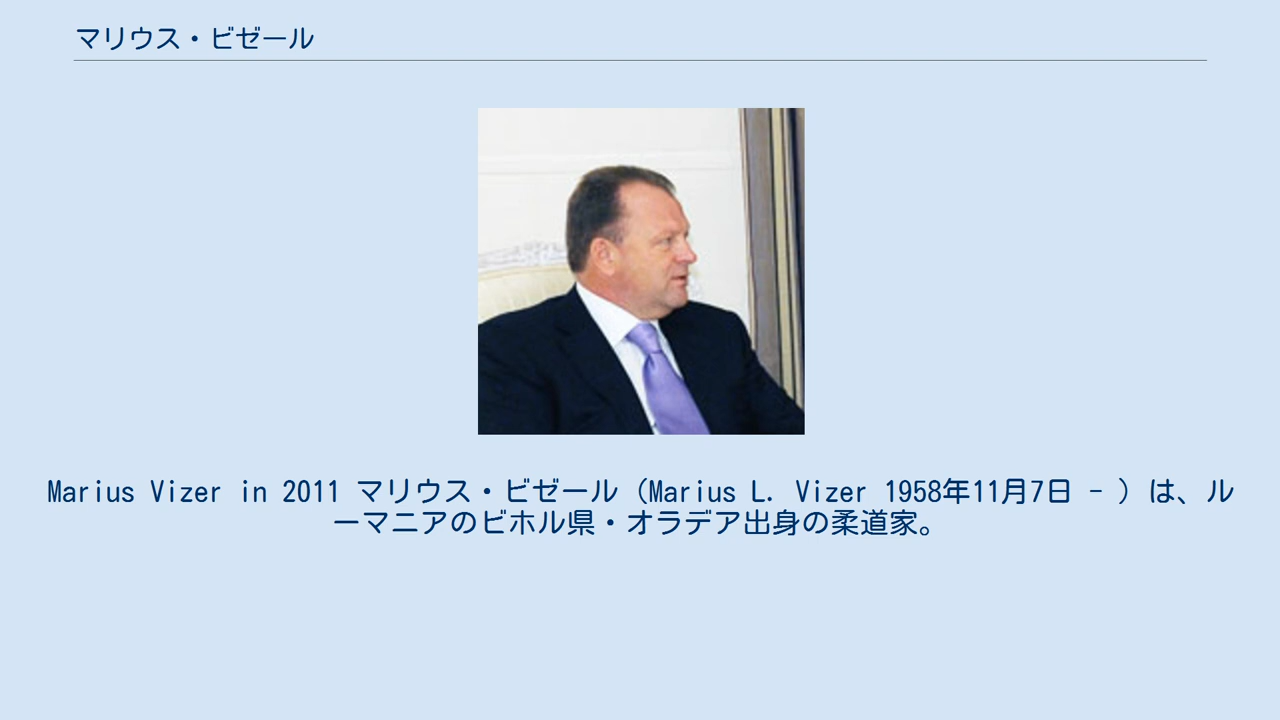 マリウス・ビゼール
Marius Vizer in 2011 マリウス・ビゼール（Marius L. Vizer 1958年11月7日 - ）は、ル
ーマニアのビホル県・オラデア出身の柔道家。